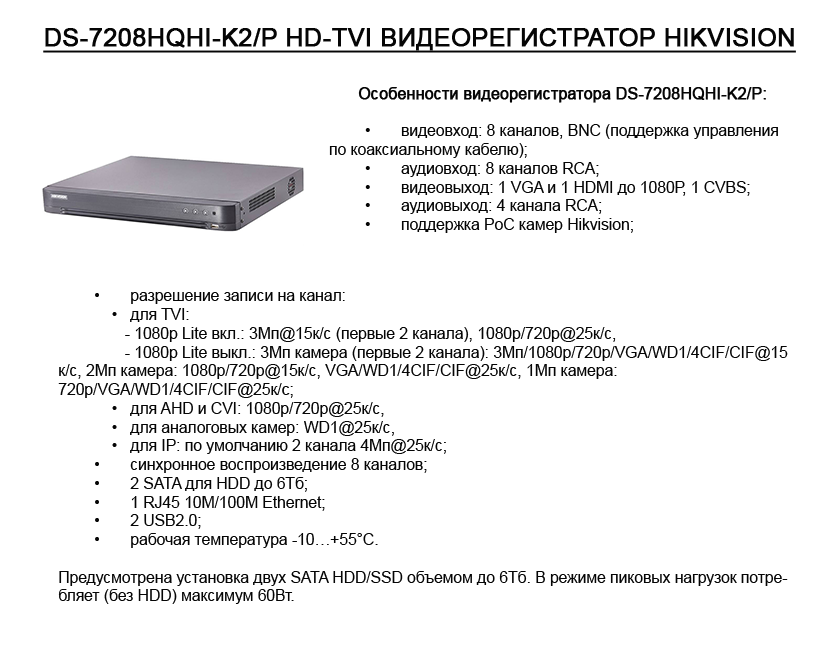 DS-7208HQHI-K2/P HD-TVI ВИДЕОРЕГИСТРАТОР HIKVISION
Особенности видеорегистратора DS-7208HQHI-K2/P:
• видеовход: 8 каналов, BNC (поддержка управления
по коаксиальному кабелю);
• аудиовход: 8 каналов RCA;
• видеовыход: 1 VGA и 1 HDMI до 1080P, 1 CVBS;
• аудиовыход: 4 канала RCA;
• поддержка PoC камер Hikvision;
• разрешение записи на канал:
• для TVI:
- 1080p Lite вкл.: 3Мп@15к/с (первые 2 канала), 1080p/720p@25к/с,
- 1080p Lite выкл.: 3Мп камера (первые 2 канала): 3Мп/1080p/720p/VGA/WD1/4CIF/CIF@15
к/с, 2Мп камера: 1080p/720p@15к/с, VGA/WD1/4CIF/CIF@25к/с, 1Мп камера:
720p/VGA/WD1/4CIF/CIF@25к/с;
• для AHD и CVI: 1080p/720p@25к/с,
• для аналоговых камер: WD1@25к/с,
• для IP: по умолчанию 2 канала 4Мп@25к/с;
• синхронное воспроизведение 8 каналов;
• 2 SATA для HDD до 6Тб;
• 1 RJ45 10M/100M Ethernet;
• 2 USB2.0;
• рабочая температура -10…+55°C.
Предусмотрена установка двух SATA HDD/SSD объемом до 6Тб. В режиме пиковых нагрузок потре-
бляет (без HDD) максимум 60Вт.